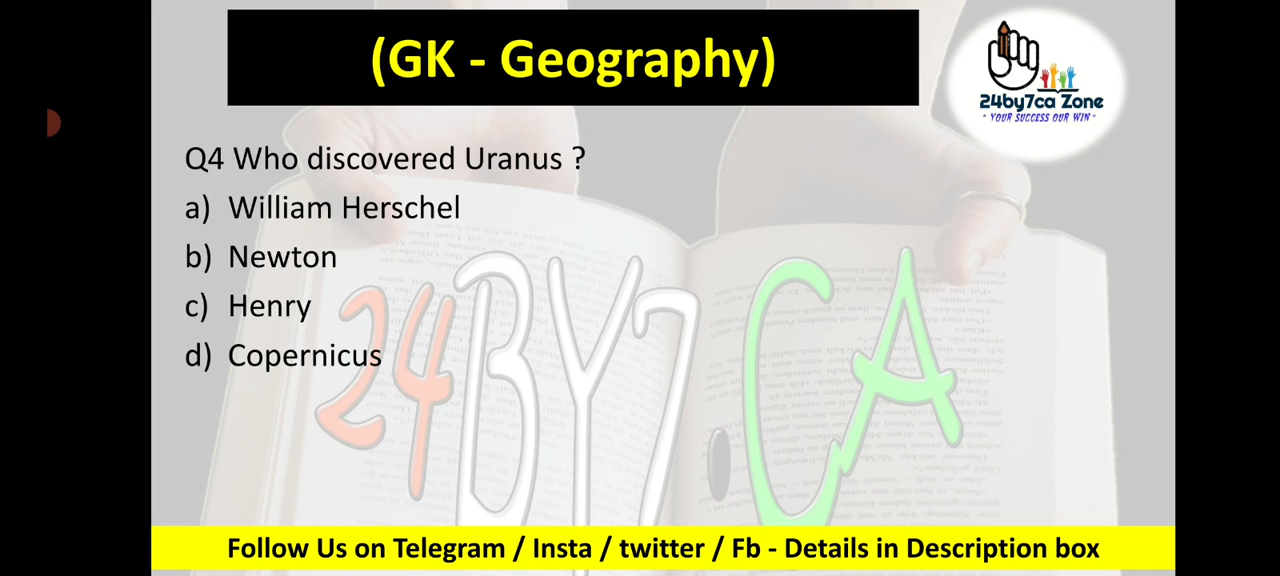 (GK - Geography)
24by7ca Zone
" YOUR SUCCESS OUR WIN "
Q4 Who discovered Uranus ?
a) William Herschel
b) Newton
c) Henry
d) Copernicus
24BY7.CA
Follow Us on Telegram / Insta / twitter / Fb - Details in Description box